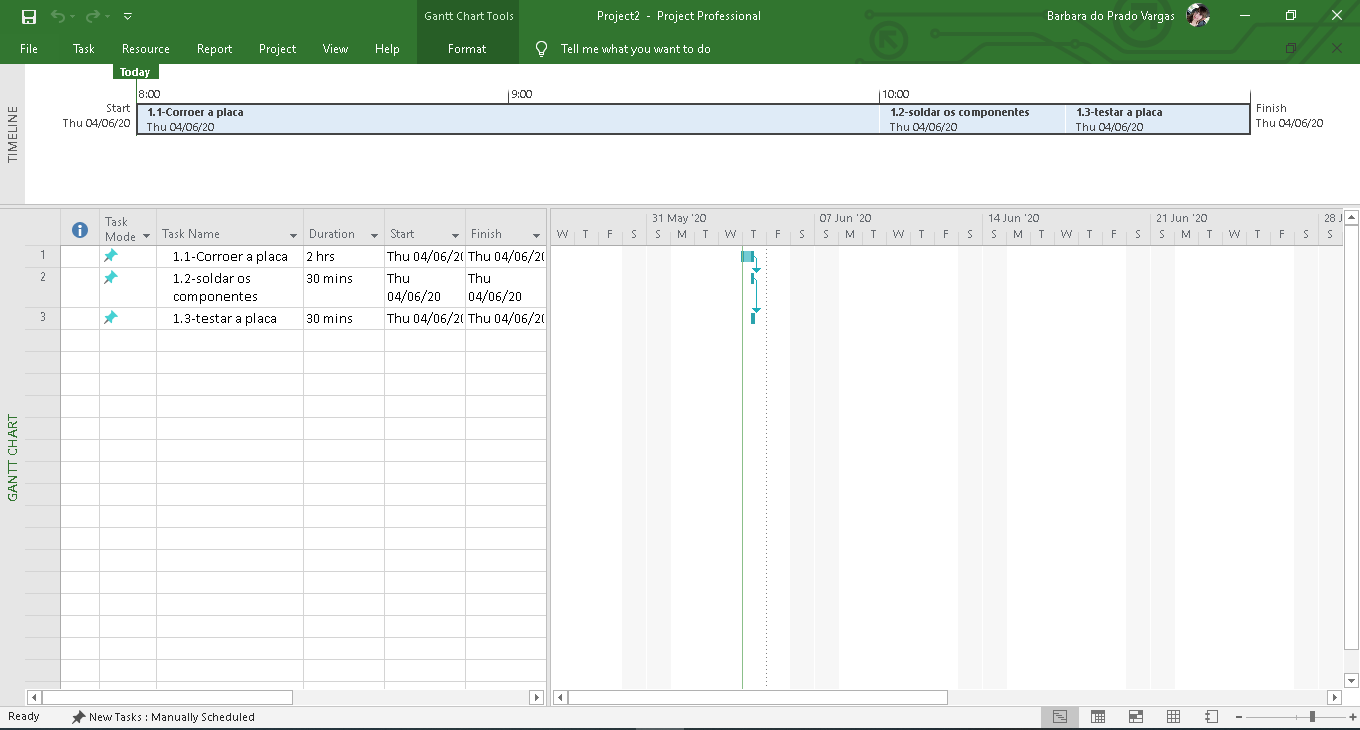 Gantt Chart Tools
Project2 - Project Professional
Barbara do Prado Vargas
File Task Resource Report Project View Help Format Tell me what you want to do
Today
8:00 9:00 10:00
TIMELINE
Start
Thu 04/06/20
1.1-Corroer a placa
Thu 04/06/20
1.2-soldar os componentes
Thu 04/06/20
1.3-testar a placa
Thu 04/06/20
Finish
Thu 04/06/20
GANTT CHART
Task
Mode
Task Name
Duration
Start
Finish
31 May '20 07 Jun '20 14 Jun '20 21 Jun '20 28 J
W T F S S M T W T F S S M T W T F S S M T W T F S S M T W T F S S
1 1.1-Corroer a placa 2 hrs Thu 04/06/20 Thu 04/06/20
2 1.2-soldar os 30 mins Thu Thu
componentes 04/06/20 04/06/20
3 1.3-testar a placa 30 mins Thu 04/06/20 Thu 04/06/20
Ready New Tasks : Manually Scheduled